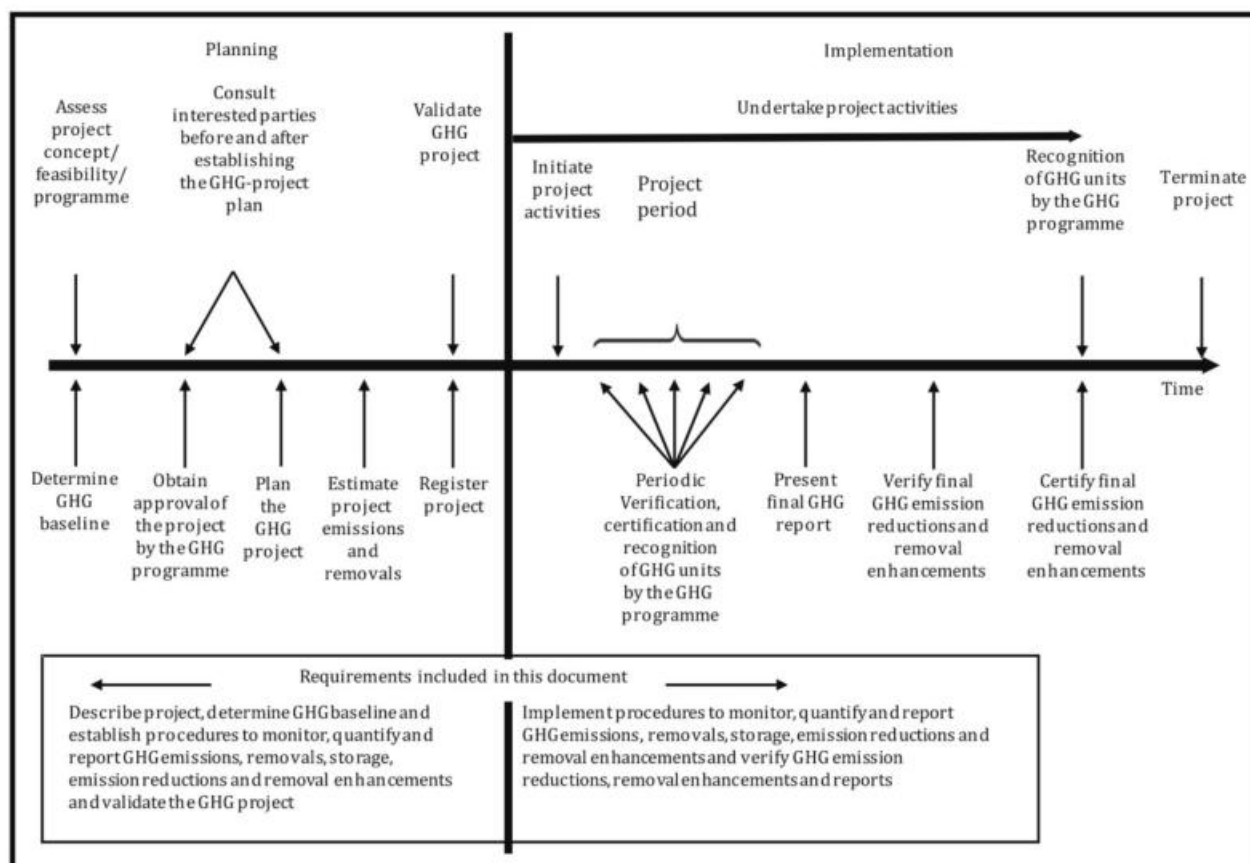 Planning
Implementation
Assess
project
concept/
feasibility/
programme
Consult
interested parties
before and after
establishing
the GHG-project
plan
Validate
GHG
project
Undertake project activities
Initiate
project
activities
Project
period
Recognition
of GHG units
by the GHG
programme
Terminate
project
Time
Determine
GHG
baseline
Obtain
approval of
the project
by the GHG
programme
Plan
the
GHG
project
Estimate
project
emissions
and
removals
Register
project
Periodic
Verification,
certification and
recognition
of GHG units
by the GHG
programme
Present
final GHG
report
Verify final
GHG emission
reductions and
removal
enhancements
Certify final
GHG emission
reductions and
removal
enhancements
Requirements included in this document
Describe project, determine GHG baseline and
establish procedures to monitor, quantify and
report GHG emissions, removals, storage,
emission reductions and removal enhancements
and validate the GHG project
Implement procedures to monitor, quantify and report
GHG emissions, removals, storage, emission reductions and
removal enhancements and verify GHG emission
reductions, removal enhancements and reports